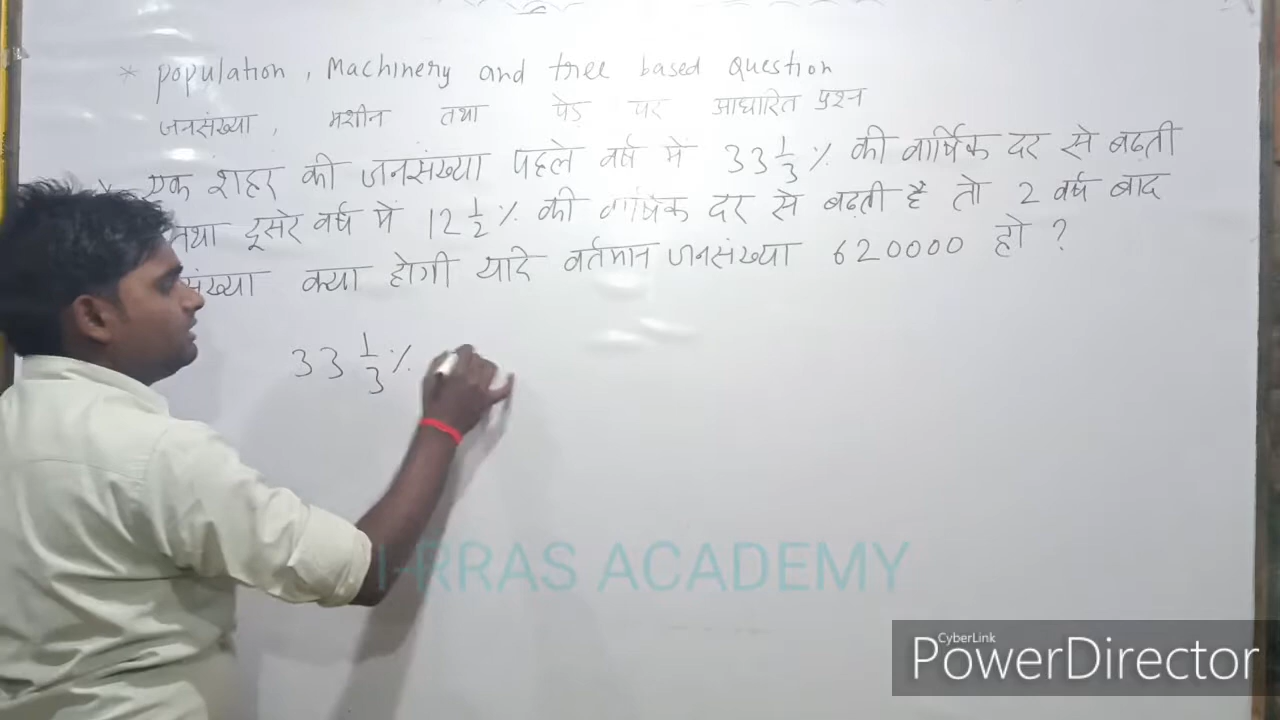 * population, Machinery and tree based Question
जनसंख्या, मशीन तथा पेड़ पर आधारित प्रश्न
एक शहर की जनसंख्या पहले वर्ष में 33 1/3 % की वार्षिक दर से बढ़ती
तथा दूसरे वर्ष में 12 1/2 % की वार्षिक दर से बढ़ती है तो 2 वर्ष बाद
संख्या क्या होगी यदि वर्तमान जनसंख्या 620000 हो ?
33 1/3 %
I-RRAS ACADEMY
CyberLink
PowerDirector